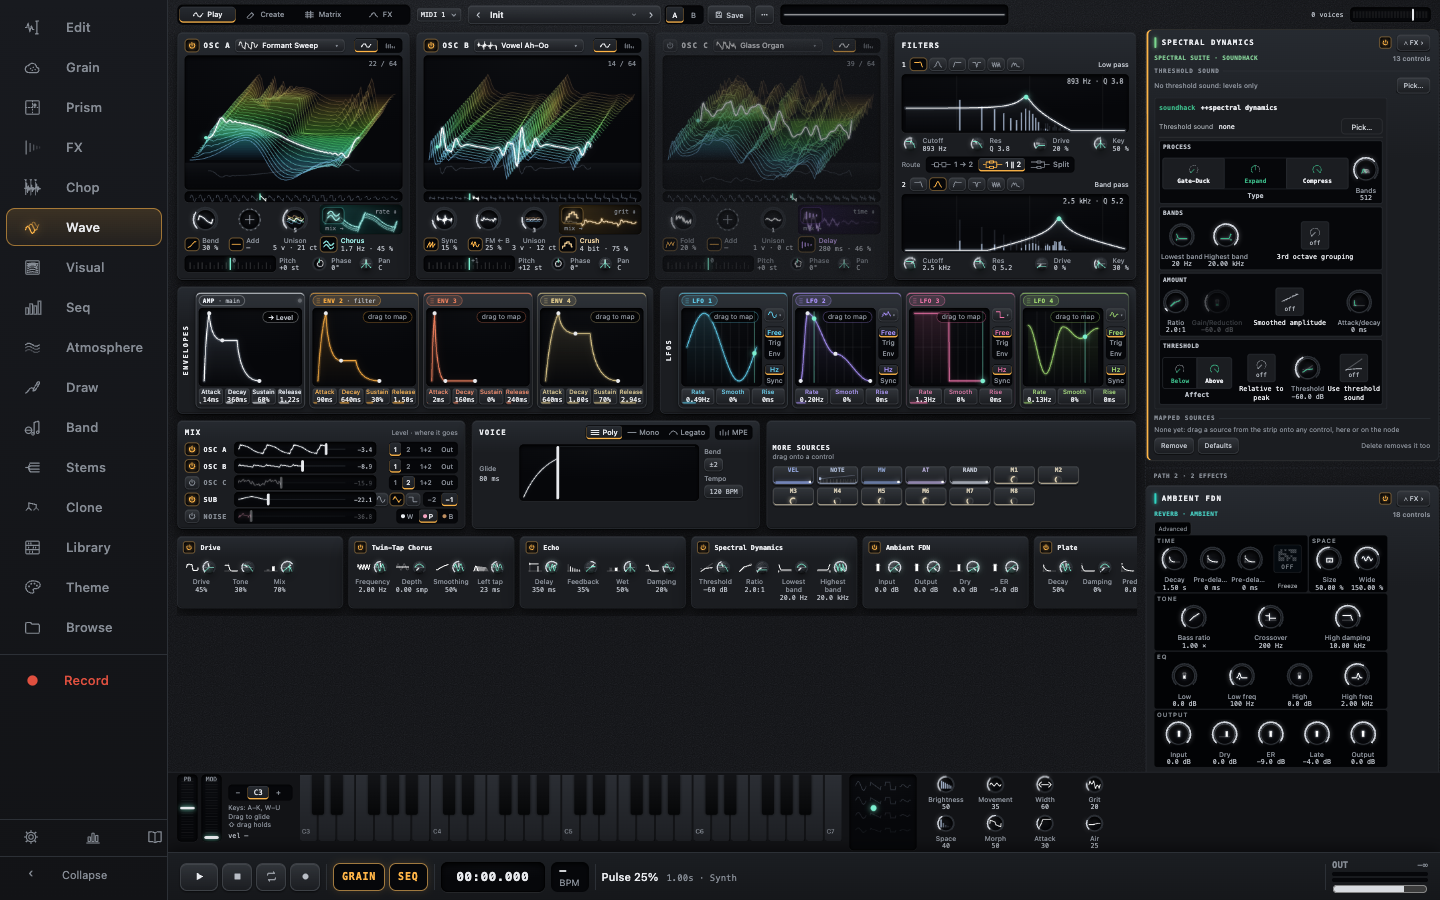 Edit
Grain
Prism
FX
Chop
Wave
Visual
Seq
Atmosphere
Draw
Band
Stems
Clone
Library
Theme
Browse
Record
Collapse
Play
Create
Matrix
FX
MIDI 1
Init
A
B
Save
0 voices
OSC A
Formant Sweep
22 / 64
Bend
30 %
Add
Unison
5 v · 21 ct
rate
mix
Chorus
1.7 Hz · 45 %
Pitch
+0 st
Phase
0°
Pan
C
OSC B
Vowel Ah-Oo
14 / 64
Sync
15 %
FM ← B
Unison
3 v · 12 ct
grit
mix
Crush
4 bit · 75 %
Pitch
+12 st
Phase
0°
Pan
C
OSC C
Glass Organ
39 / 64
Fold
20 %
Add
Unison
1 v · 0 ct
time
mix
Delay
280 ms · 46 %
Pitch
+0 st
Phase
0°
Pan
C
FILTERS
1
Low pass
893 Hz · Q 3.8
Cutoff
893 Hz
Res
Q 3.8
Drive
20 %
Key
50 %
Route
1 → 2
1 ‖ 2
Split
2
Band pass
2.5 kHz · Q 5.2
Cutoff
2.5 kHz
Res
Q 5.2
Drive
0 %
Key
30 %
ENVELOPES
AMP · main
→ Level
Attack Decay Sustain Release
14ms 360ms 60% 1.22s
ENV 2 · filter
drag to map
Attack Decay Sustain Release
90ms 640ms 30% 1.50s
ENV 3
drag to map
Attack Decay Sustain Release
2ms 160ms 0% 240ms
ENV 4
drag to map
Attack Decay Sustain Release
640ms 1.00s 70% 2.94s
LFOS
LFO 1
drag to map
Free
Trig
Env
Hz
Sync
Rate Smooth Rise
0.49Hz 0% 0ms
LFO 2
drag to map
Free
Trig
Env
Hz
Sync
Rate Smooth Rise
0.20Hz 0% 0ms
LFO 3
drag to map
Free
Trig
Env
Hz
Sync
Rate Smooth Rise
1.3Hz 0% 0ms
LFO 4
drag to map
Free
Trig
Env
Hz
Sync
Rate Smooth Rise
0.13Hz 0% 0ms
MIX
Level · where it goes
OSC A
-3.4
1 2 1+2 Out
OSC B
-8.9
1 2 1+2 Out
OSC C
1 2 1+2 Out
SUB
-22.1
-2 -1
NOISE
W P B
VOICE
Poly
Mono
Legato
MPE
Glide
80 ms
Bend
±2
Tempo
120 BPM
MORE SOURCES
drag onto a control
VEL NOTE MW AT RAND M1 M2
M3 M4 M5 M6 M7 M8
Drive
Drive
45%
Tone
30%
Mix
70%
Twin-Tap Chorus
Frequency
2.00 Hz
Depth
0.00 smp
Smoothing
50%
Left tap
23 ms
Echo
Delay
350 ms
Feedback
35%
Wet
50%
Damping
20%
Spectral Dynamics
Threshold
-60 dB
Ratio
2.0:1
Lowest band
20.0 Hz
Highest band
20.0 kHz
Ambient FDN
Input
0.0 dB
Output
0.0 dB
Dry
0.0 dB
ER
-9.0 dB
Plate
Decay
50%
Damping
0%
Pred
0.0
SPECTRAL DYNAMICS
FX
SPECTRAL SUITE · SOUNDHACK
13 controls
THRESHOLD SOUND
No threshold sound: levels only
Pick...
soundhack ++spectral dynamics
Threshold sound none
Pick...
PROCESS
Gate-Duck
Expand
Compress
Type
Bands
512
BANDS
Lowest band
20 Hz
Highest band
20.00 kHz
off
3rd octave grouping
AMOUNT
Ratio
2.0:1
Gain/Reduction
-60.0 dB
Smoothed amplitude
Attack/decay
0 ms
THRESHOLD
Below
Above
Affect
off
Relative to peak
Threshold
-60.0 dB
off
Use threshold sound
MAPPED SOURCES
None yet: drag a source from the strip onto any control, here or on the node
Remove
Defaults
Delete removes it too
PATH 2 · 2 EFFECTS
AMBIENT FDN
FX
REVERB · AMBIENT
18 controls
Advanced
TIME
Decay
1.50 s
Pre-dela...
0 ms
Pre-dela...
0 ms
OFF
Freeze
SPACE
Size
50.00 %
Wide
150.00 %
TONE
Bass ratio
1.00 ×
Crossover
200 Hz
High damping
10.00 kHz
EQ
Low
0.0 dB
Low freq
100 Hz
High
0.0 dB
High freq
2.00 kHz
OUTPUT
Input
0.0 dB
Dry
0.0 dB
ER
-9.0 dB
Late
-4.0 dB
Output
0.0 dB
PB
MOD
− C3 +
Keys: A–K, W–U
Drag to glide
⇧ drag holds
vel –
C3
C4
C5
C6
C7
Brightness
50
Movement
35
Width
60
Grit
20
Space
40
Morph
50
Attack
30
Air
25
GRAIN
SEQ
00:00.000
–
BPM
Pulse 25%
1.00s · Synth
OUT
-∞